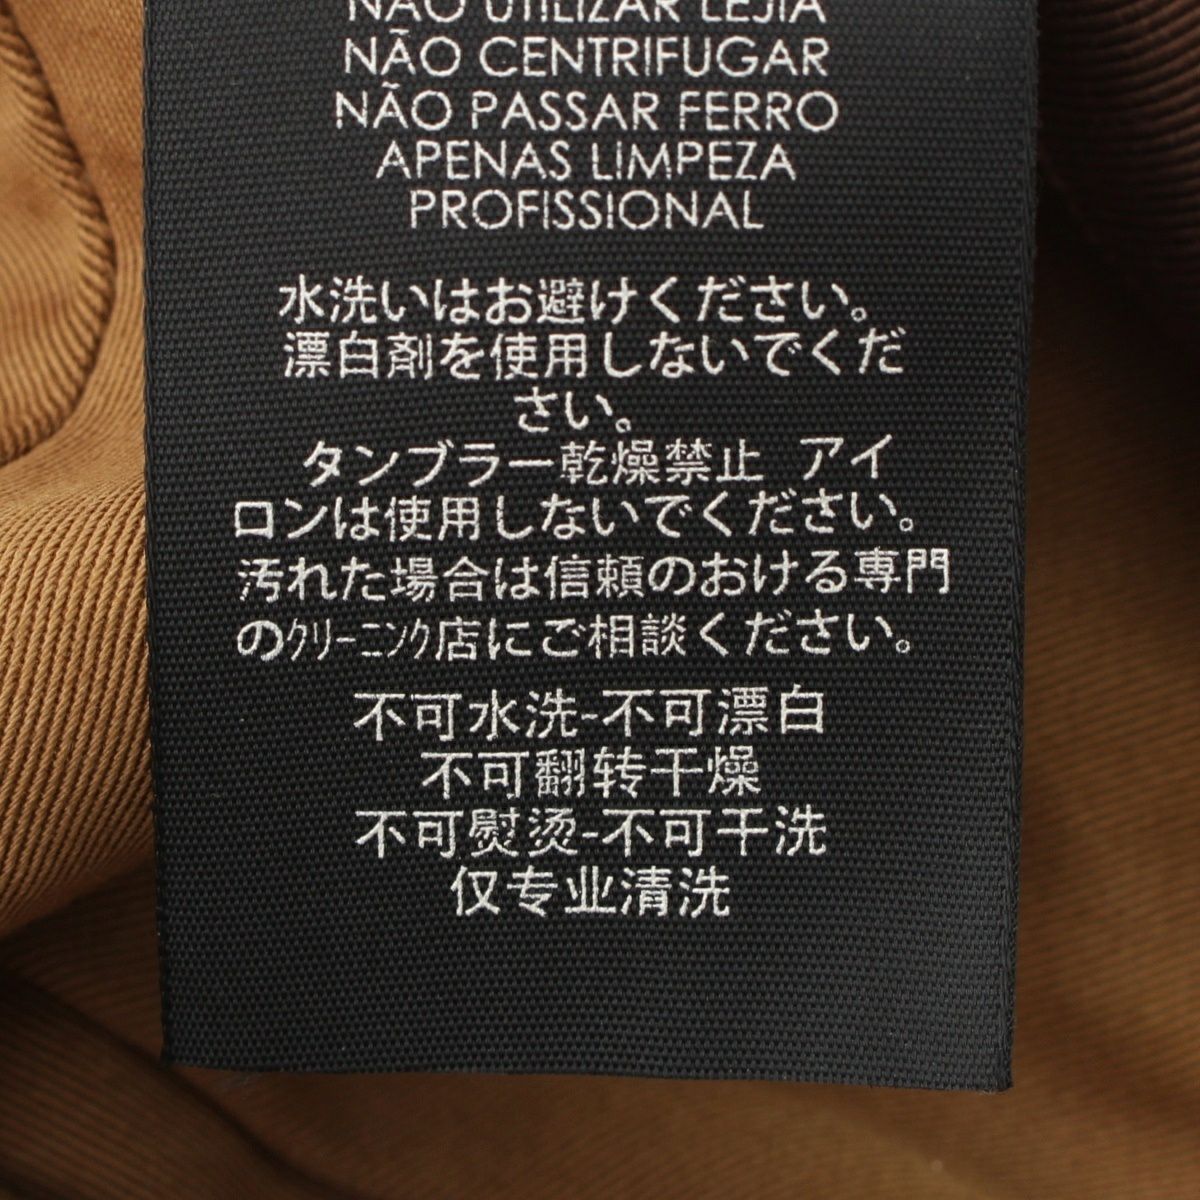 NÃO UTILIZAR LEJIA
NÃO CENTRIFUGAR
NÃO PASSAR FERRO
APENAS LIMPEZA
PROFISSIONAL
水洗いはお避けください。
漂白剤を使用しないでくだ
さい。
タンブラー乾燥禁止 アイ
ロンは使用しないでください。
汚れた場合は信頼のおける専門
のクリーニンク店にご相談ください。
不可水洗-不可漂白
不可翻转干燥
不可熨烫-不可干洗
仅专业清洗